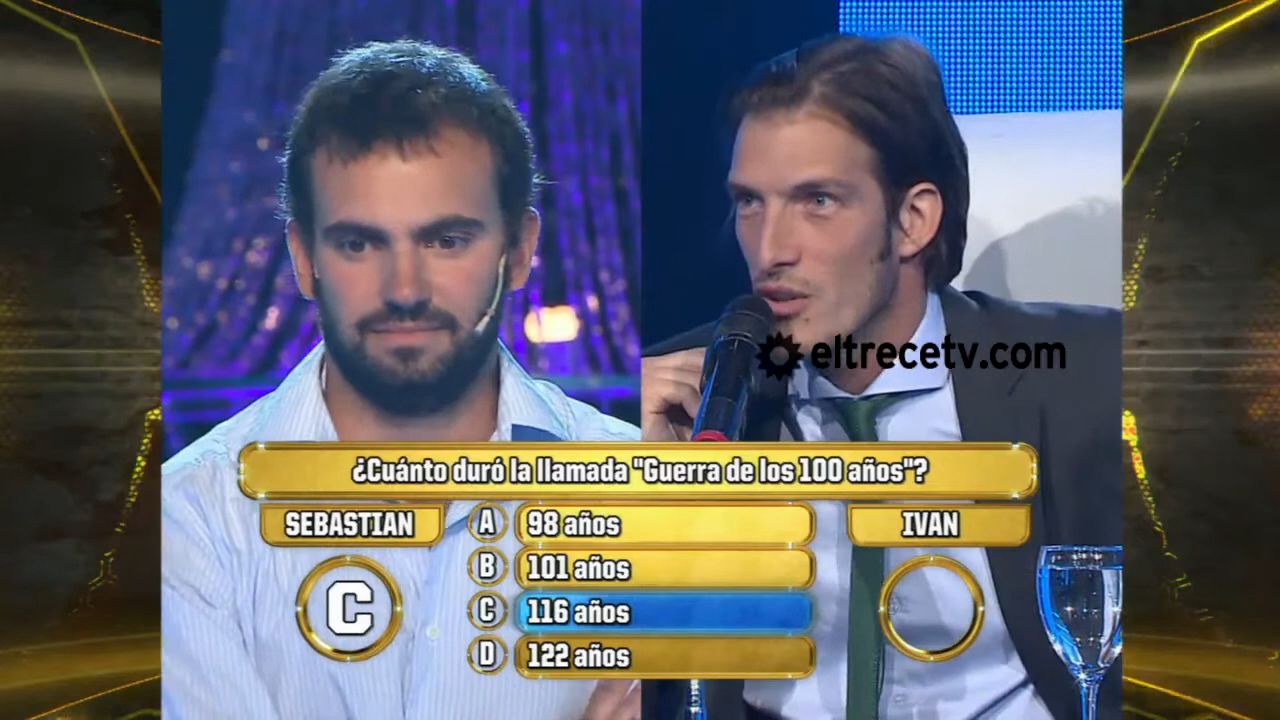 eltrecetv.com
¿Cuánto duró la llamada "Guerra de los 100 años"?
SEBASTIAN
A 98 años
IVAN
B 101 años
C
C 116 años
D 122 años